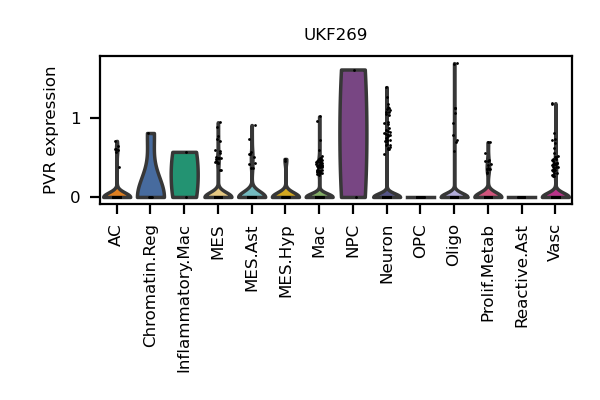 UKF269
PVR expression
1
0
AC
Chromatin.Reg
Inflammatory.Mac
MES
MES.Ast
MES.Hyp
Mac
NPC
Neuron
OPC
Oligo
Prolif.Metab
Reactive.Ast
Vasc